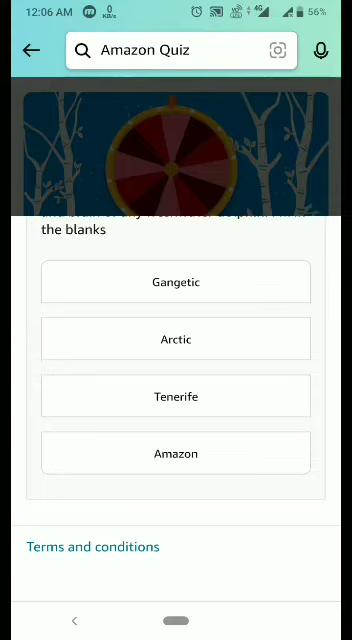 12:06 AM
0
KB/s
4G
56%
Amazon Quiz
the blanks
Gangetic
Arctic
Tenerife
Amazon
Terms and conditions